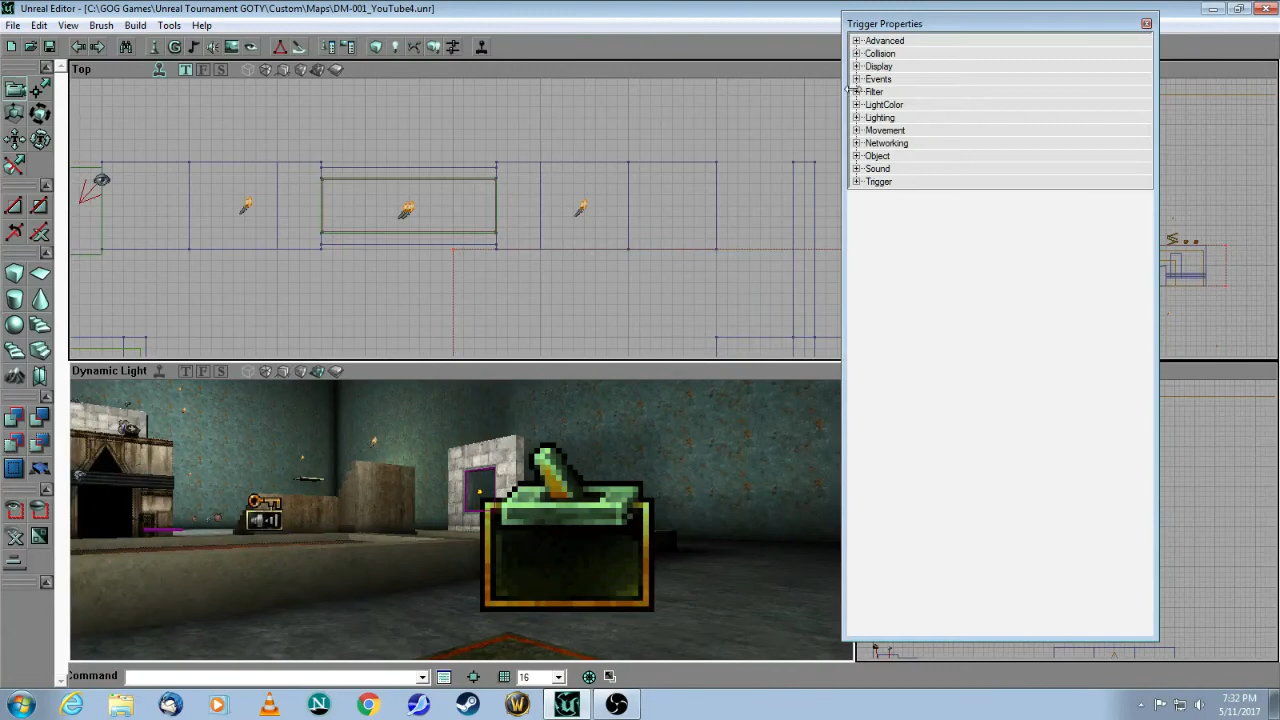 Unreal Editor - [C:\GOG Games\Unreal Tournament GOTY\Custom\Maps\DM-001_YouTube4.unr]
File Edit View Brush Build Tools Help
Trigger Properties
Advanced
Collision
Display
Events
Filter
LightColor
Lighting
Movement
Networking
Object
Sound
Trigger
Top
T F S
Dynamic Light
T F S
Command
16
7:32 PM
5/11/2017